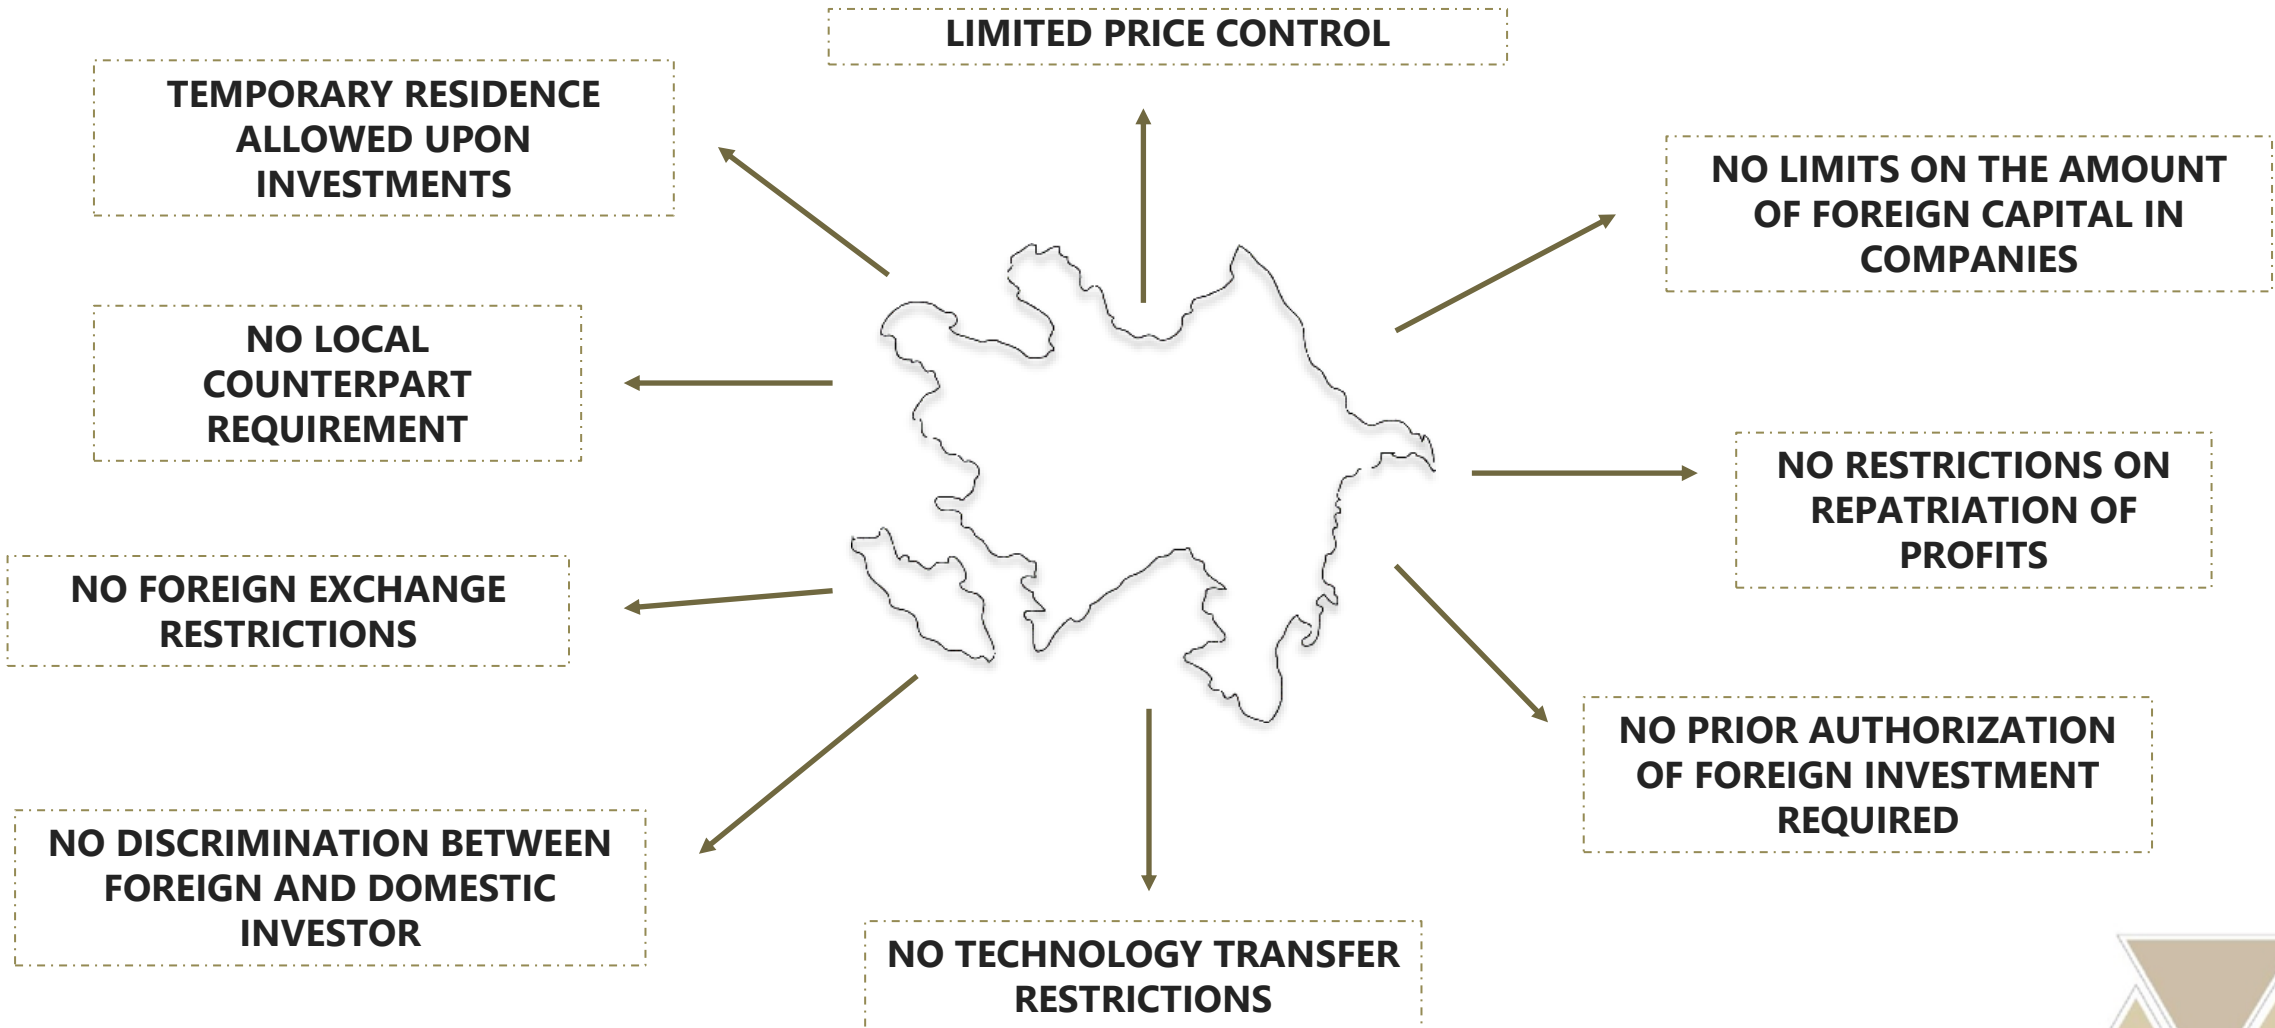 LIMITED PRICE CONTROL
TEMPORARY RESIDENCE
ALLOWED UPON
INVESTMENTS
NO LIMITS ON THE AMOUNT
OF FOREIGN CAPITAL IN
COMPANIES
NO LOCAL
COUNTERPART
REQUIREMENT
NO RESTRICTIONS ON
REPATRIATION OF
PROFITS
NO FOREIGN EXCHANGE
RESTRICTIONS
NO PRIOR AUTHORIZATION
OF FOREIGN INVESTMENT
REQUIRED
NO DISCRIMINATION BETWEEN
FOREIGN AND DOMESTIC
INVESTOR
NO TECHNOLOGY TRANSFER
RESTRICTIONS